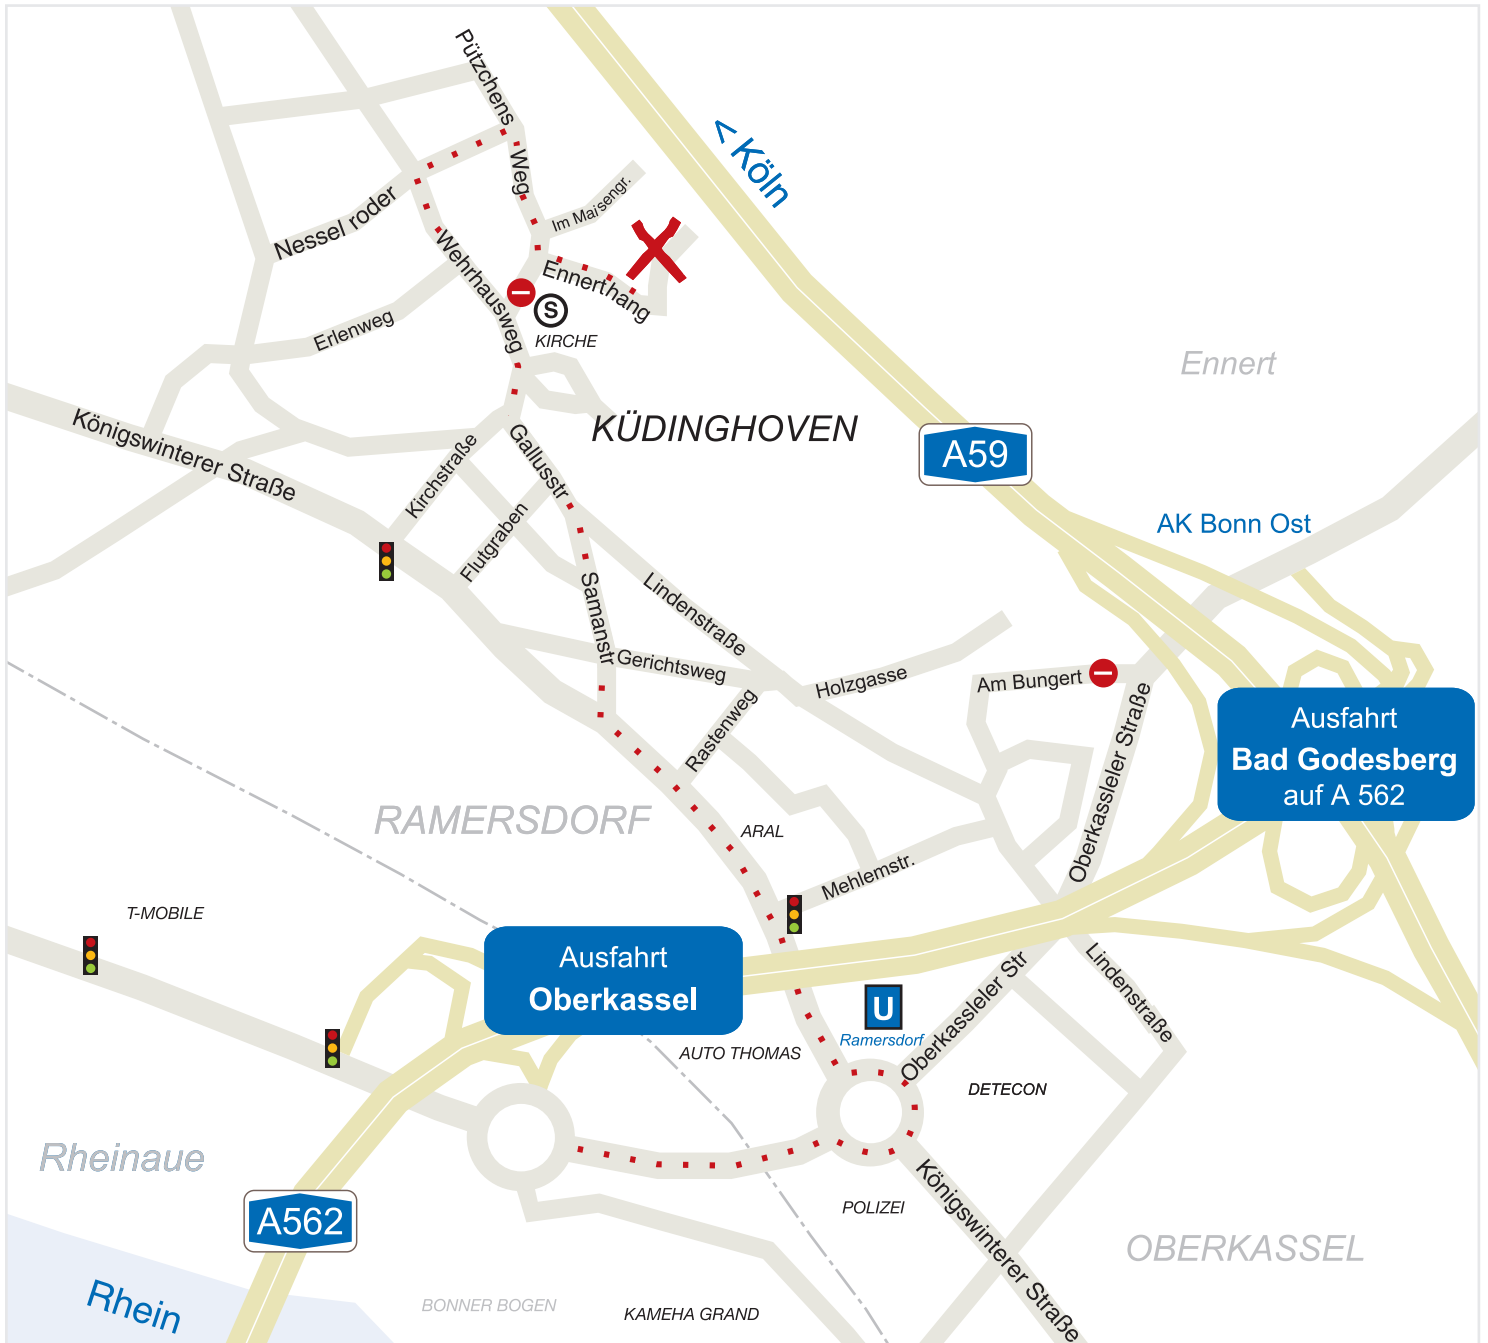 Pützchens
Weg
< Köln
Im Maisengr.
Nessel roder
Wehrhausweg
Ennerthang
S
KIRCHE
Erlenweg
Ennert
KÜDINGHOVEN
Königswinterer Straße
Kirchstraße
Gallusstr
A59
AK Bonn Ost
Flutgraben
Samanstr
Lindenstraße
Gerichtsweg
Holzgasse
Am Bungert
Rastenweg
Oberkassleler Straße
Ausfahrt
Bad Godesberg
auf A 562
RAMERSDORF
ARAL
Mehlemstr.
T-MOBILE
Ausfahrt
Oberkassel
U
Ramersdorf
Oberkassleler Str
Lindenstraße
AUTO THOMAS
DETECON
Rheinaue
A562
POLIZEI
Königswinterer Straße
OBERKASSEL
Rhein
BONNER BOGEN
KAMEHA GRAND